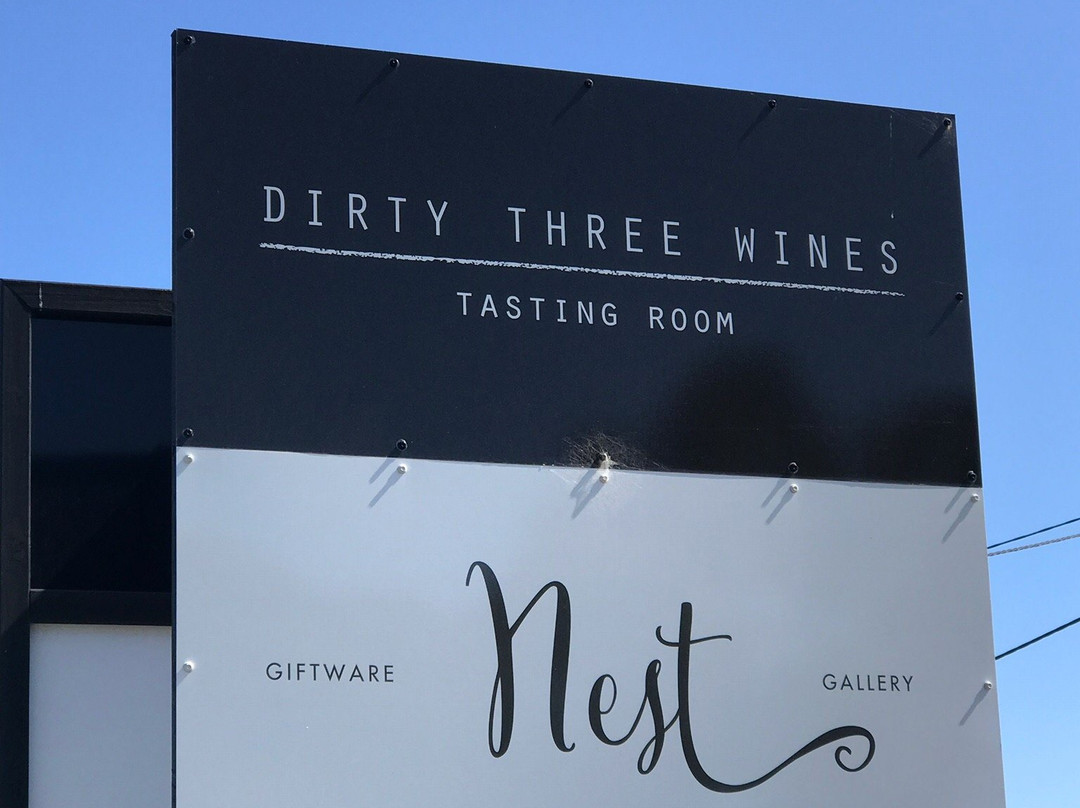 DIRTY THREE WINES
TASTING ROOM
GIFTWARE nest GALLERY